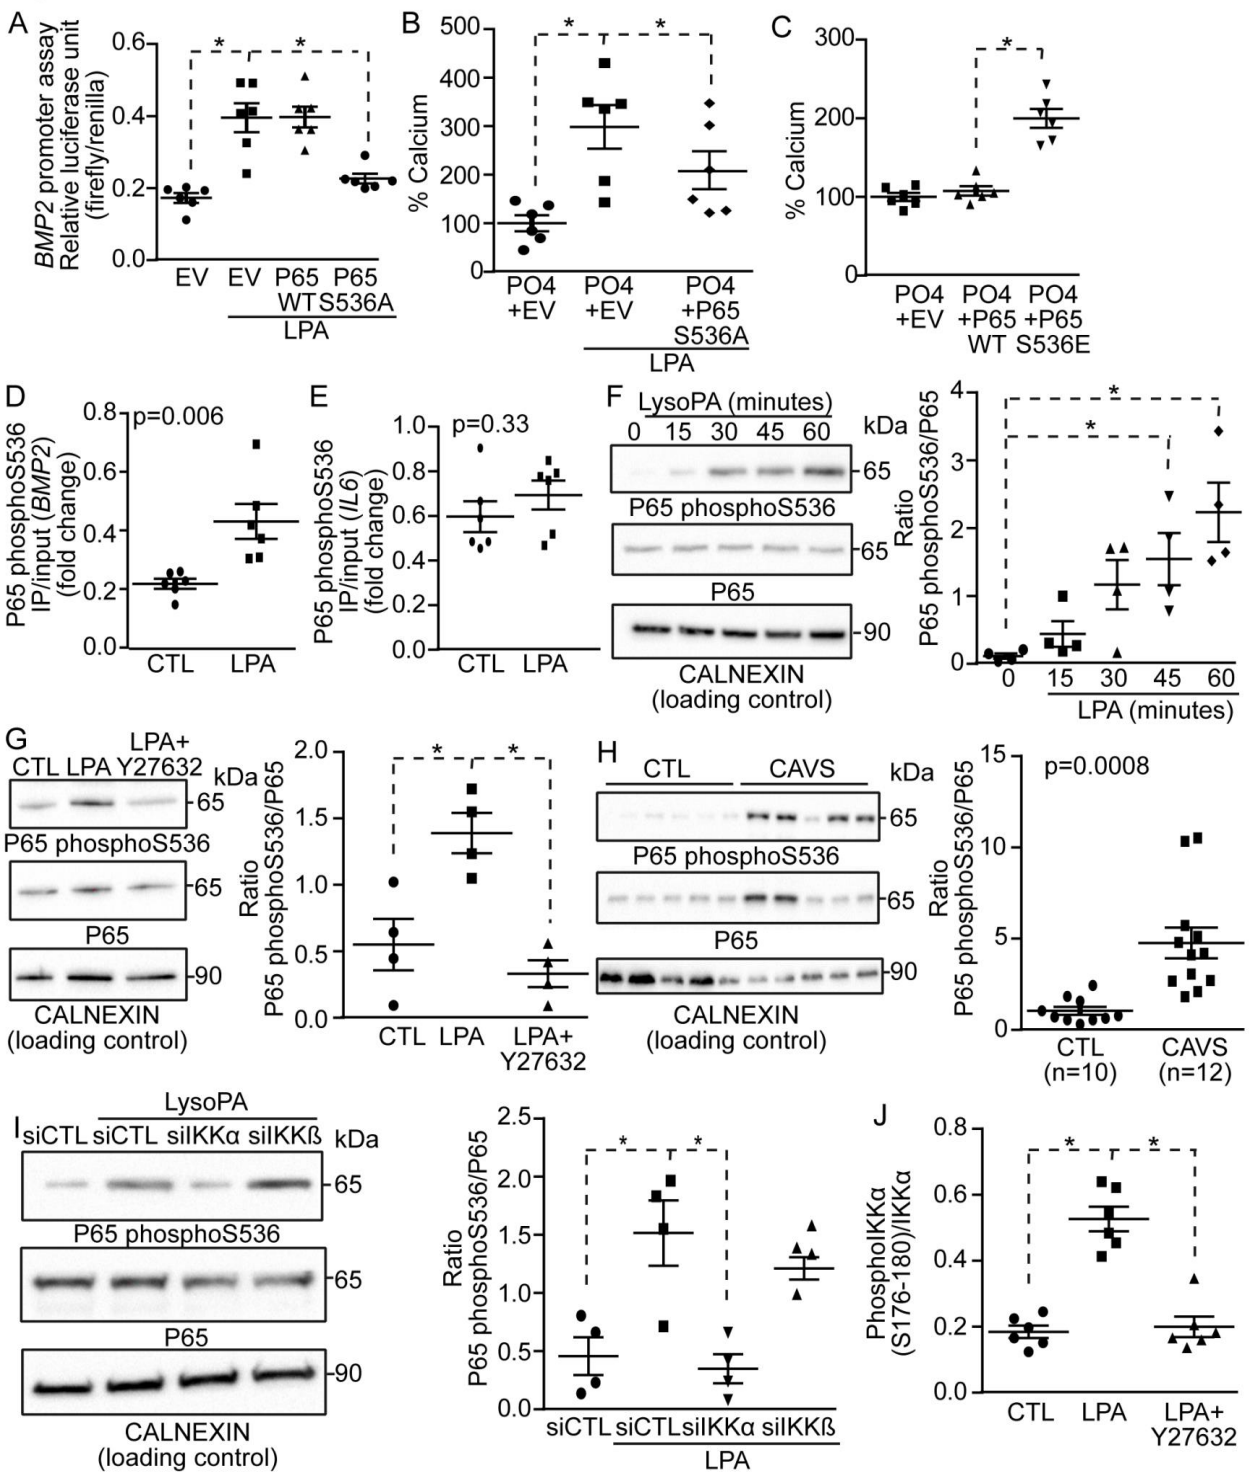 A
BMP2 promoter assay
Relative luciferase unit
(firefly/renilla)
0.6
0.4
0.2
0.0
* *
EV EV P65 P65
WT S536A
LPA
B
% Calcium
500
400
300
200
100
0
* *
PO4 PO4 PO4
+EV +EV +P65
S536A
LPA
C
% Calcium
300
200
100
0
*
PO4 PO4 PO4
+EV +P65 +P65
WT S536E
D
P65 phosphoS536
IP/input (BMP2)
(fold change)
0.8
0.6
0.4
0.2
0.0
p=0.006
CTL LPA
E
P65 phosphoS536
IP/input (IL6)
(fold change)
1.0
0.8
0.6
0.4
0.2
0.0
p=0.33
CTL LPA
F
LysoPA (minutes)
0 15 30 45 60 kDa
-65
P65 phosphoS536
-65
P65
-90
CALNEXIN
(loading control)
Ratio
P65 phosphoS536/P65
4
3
2
1
0
*
*
0 15 30 45 60
LPA (minutes)
G
LPA+
CTL LPA Y27632 kDa
-65
P65 phosphoS536
-65
P65
-90
CALNEXIN
(loading control)
Ratio
P65 phosphoS536/P65
2.0
1.5
1.0
0.5
0.0
* *
CTL LPA LPA+
Y27632
H
CTL CAVS kDa
-65
P65 phosphoS536
-65
P65
-90
CALNEXIN
(loading control)
Ratio
P65 phosphoS536/P65
15
10
5
0
p=0.0008
CTL CAVS
(n=10) (n=12)
I
LysoPA
siCTL siCTL siIKKα siIKKß kDa
-65
P65 phosphoS536
-65
P65
-90
CALNEXIN
(loading control)
Ratio
P65 phosphoS536/P65
2.5
2.0
1.5
1.0
0.5
0.0
* *
siCTL siCTL siIKKα siIKKß
LPA
J
PhosphoIKKα
(S176-180)/IKKα
0.8
0.6
0.4
0.2
0.0
* *
CTL LPA LPA+
Y27632